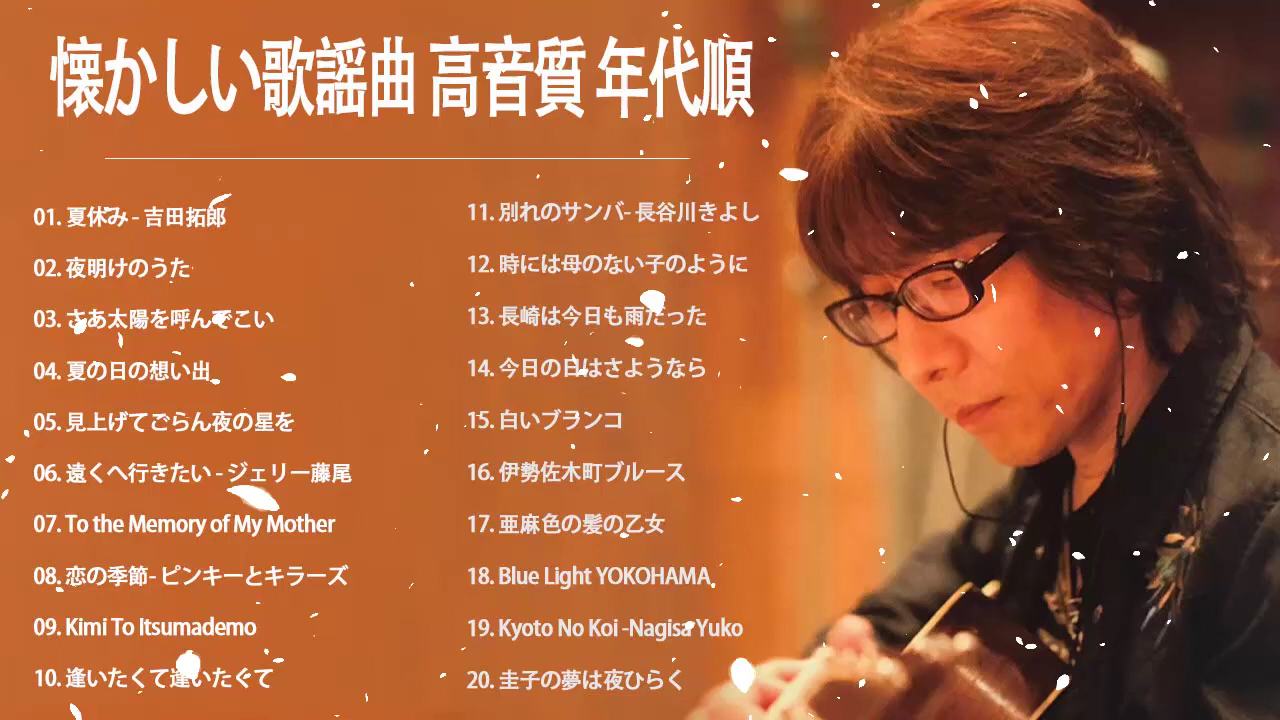 懐かしい歌謡曲 高音質 年代順
01. 夏休み - 吉田拓郎
02. 夜明けのうた
03. さあ太陽を呼んでこい
04. 夏の日の想い出
05. 見上げてごらん夜の星を
06. 遠くへ行きたい - ジェリー藤尾
07. To the Memory of My Mother
08. 恋の季節- ピンキーとキラーズ
09. Kimi To Itsumademo
10. 逢いたくて逢いたくて
11. 別れのサンバ- 長谷川きよし
12. 時には母のない子のように
13. 長崎は今日も雨だった
14. 今日の日はさようなら
15. 白いブランコ
16. 伊勢佐木町ブルース
17. 亜麻色の髪の乙女
18. Blue Light YOKOHAMA
19. Kyoto No Koi -Nagisa Yuko
20. 圭子の夢は夜ひらく